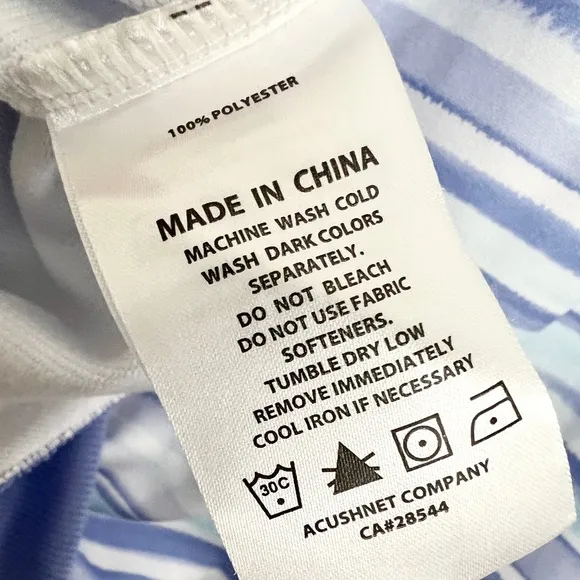 100% POLYESTER
MADE IN CHINA
MACHINE WASH COLD
WASH DARK COLORS
SEPARATELY.
DO NOT BLEACH
DO NOT USE FABRIC
SOFTENERS.
TUMBLE DRY LOW
REMOVE IMMEDIATELY
COOL IRON IF NECESSARY
30C
ACUSHNET COMPANY
CA#28544